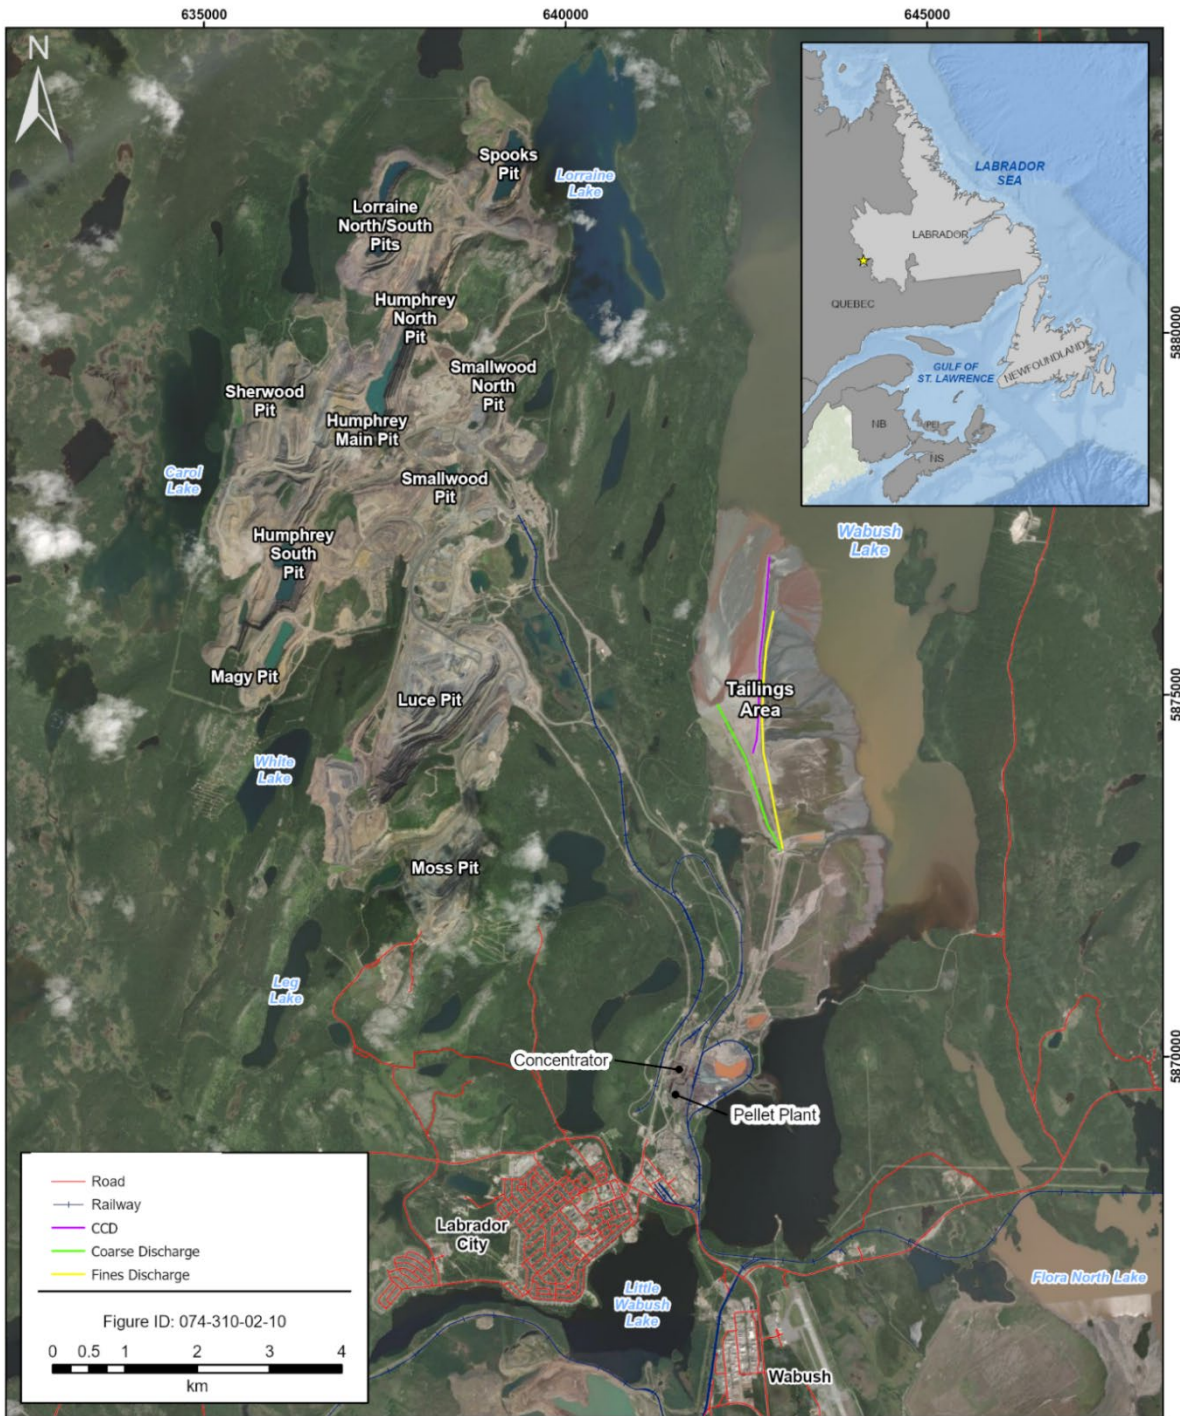 635000
640000
645000
N
Spooks
Pit
Lorraine
Lake
Lorraine
North/South
Pits
Humphrey
North
Pit
Smallwood
North
Pit
Sherwood
Pit
Humphrey
Main Pit
Carol
Lake
Smallwood
Pit
Humphrey
South
Pit
Magy Pit
Luce Pit
White
Lake
Moss Pit
Leg
Lake
Tailings
Area
Wabush
Lake
LABRADOR
SEA
LABRADOR
QUEBEC
GULF OF
ST. LAWRENCE
NEWFOUNDLAND
NB
PEI
NS
5880000
5875000
5870000
Concentrator
Pellet Plant
Labrador
City
Little
Wabush
Lake
Wabush
Flora North Lake
Road
Railway
CCD
Coarse Discharge
Fines Discharge
Figure ID: 074-310-02-10
0 0.5 1 2 3 4
km